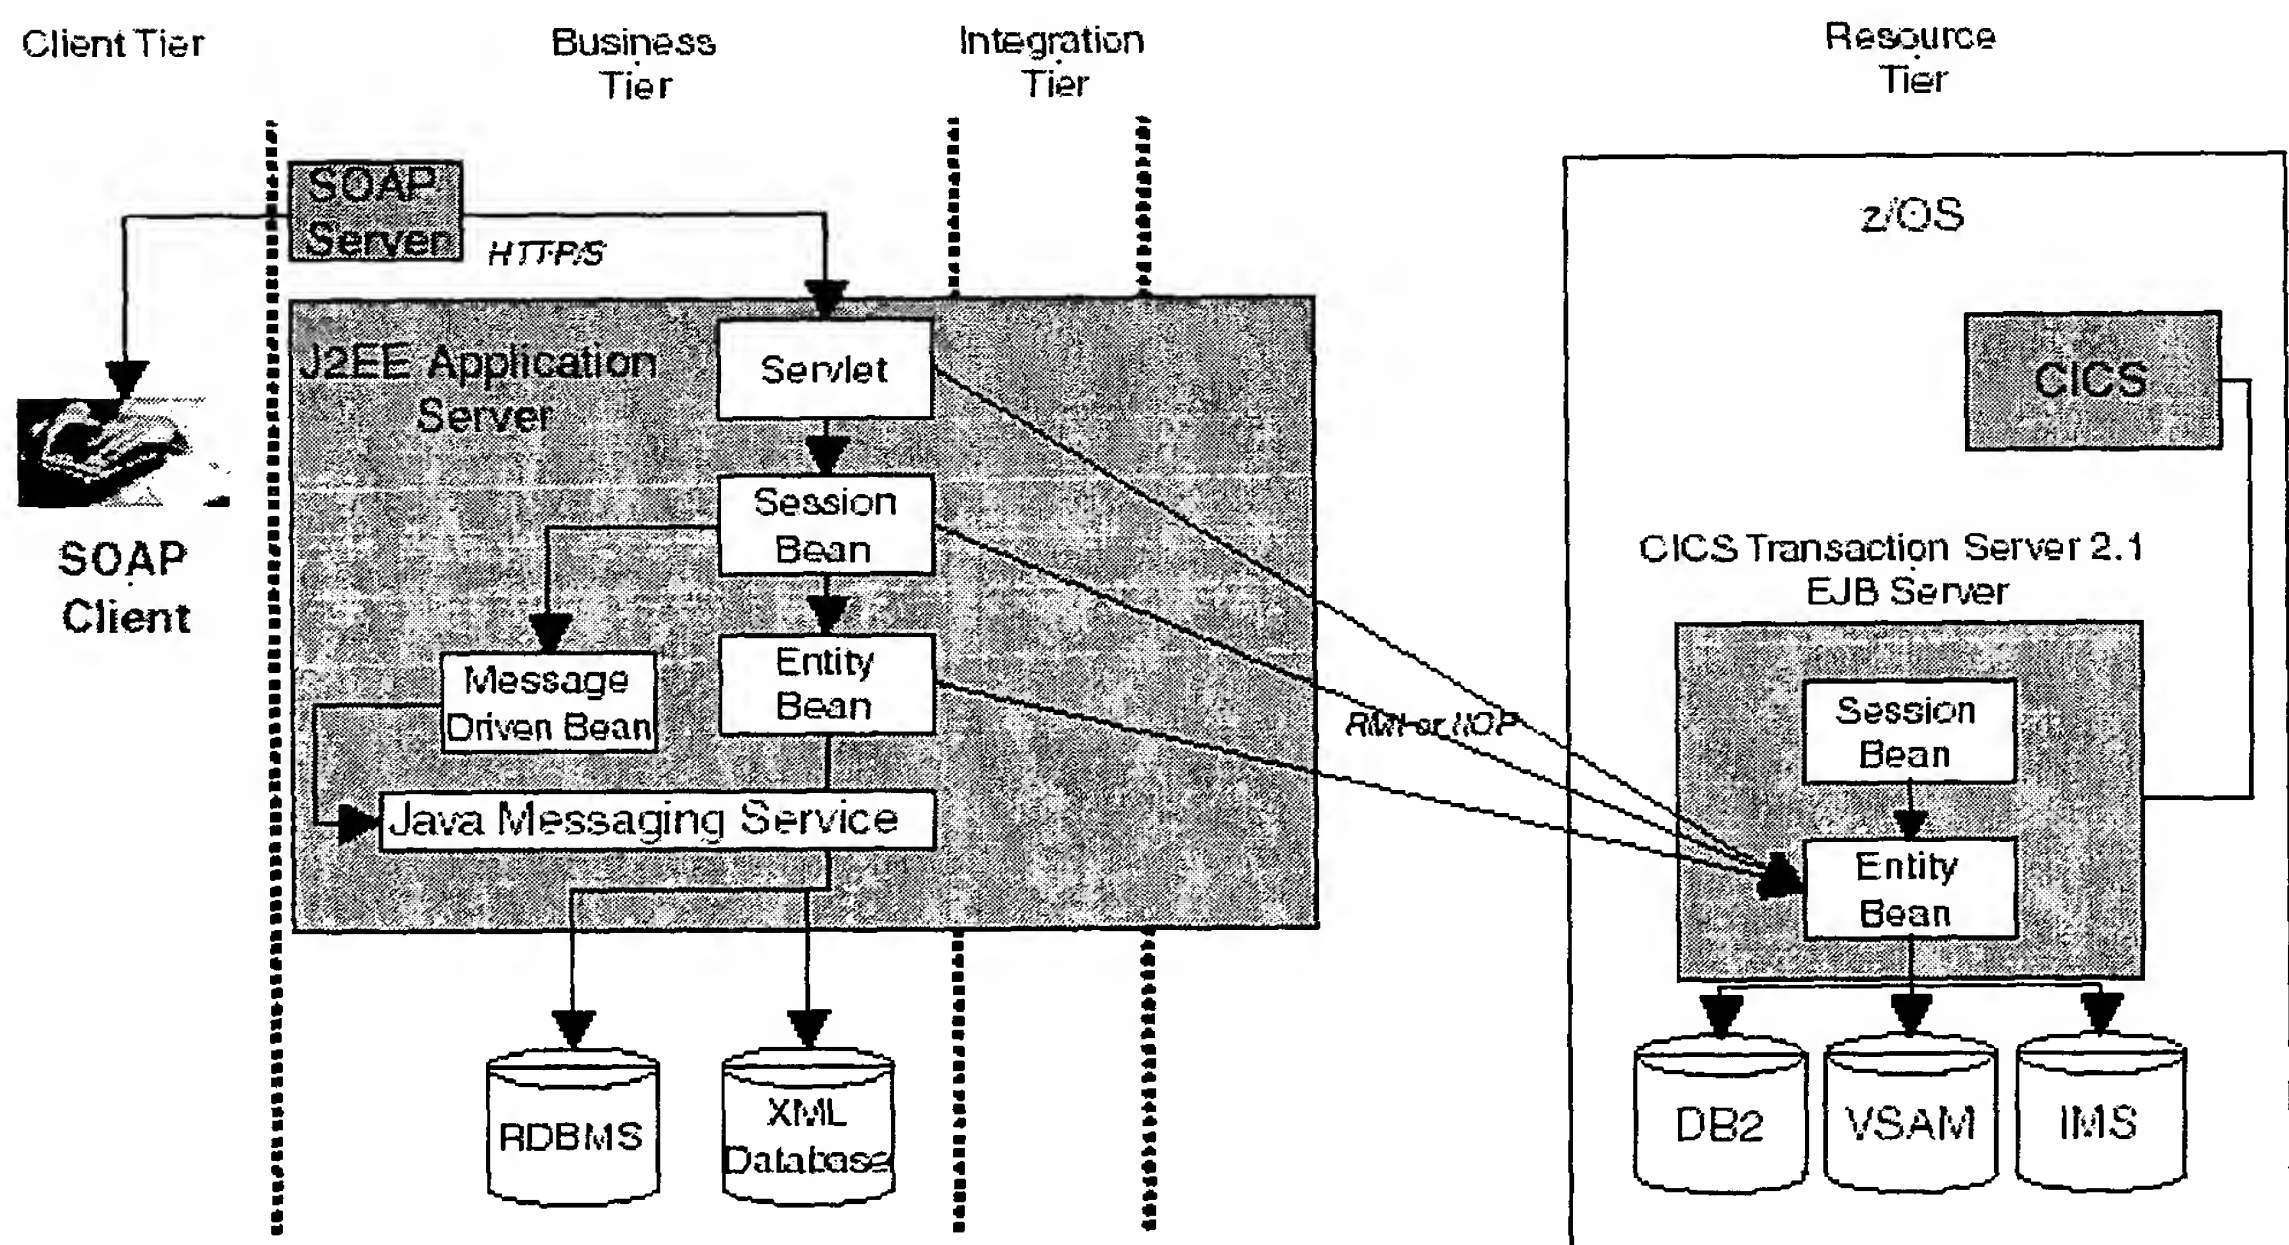 Client Tier
Business
Tier
Integration
Tier
Resource
Tier
SOAP
Server
HTTP/S
z/OS
J2EE Application
Server
Servlet
CICS
Session
Bean
SOAP
Client
CICS Transaction Server 2.1
EJB Server
Message
Driven Bean
Entity
Bean
RMI or IIOP
Session
Bean
Java Messaging Service
Entity
Bean
RDBMS
XML
Database
DB2
VSAM
IMS